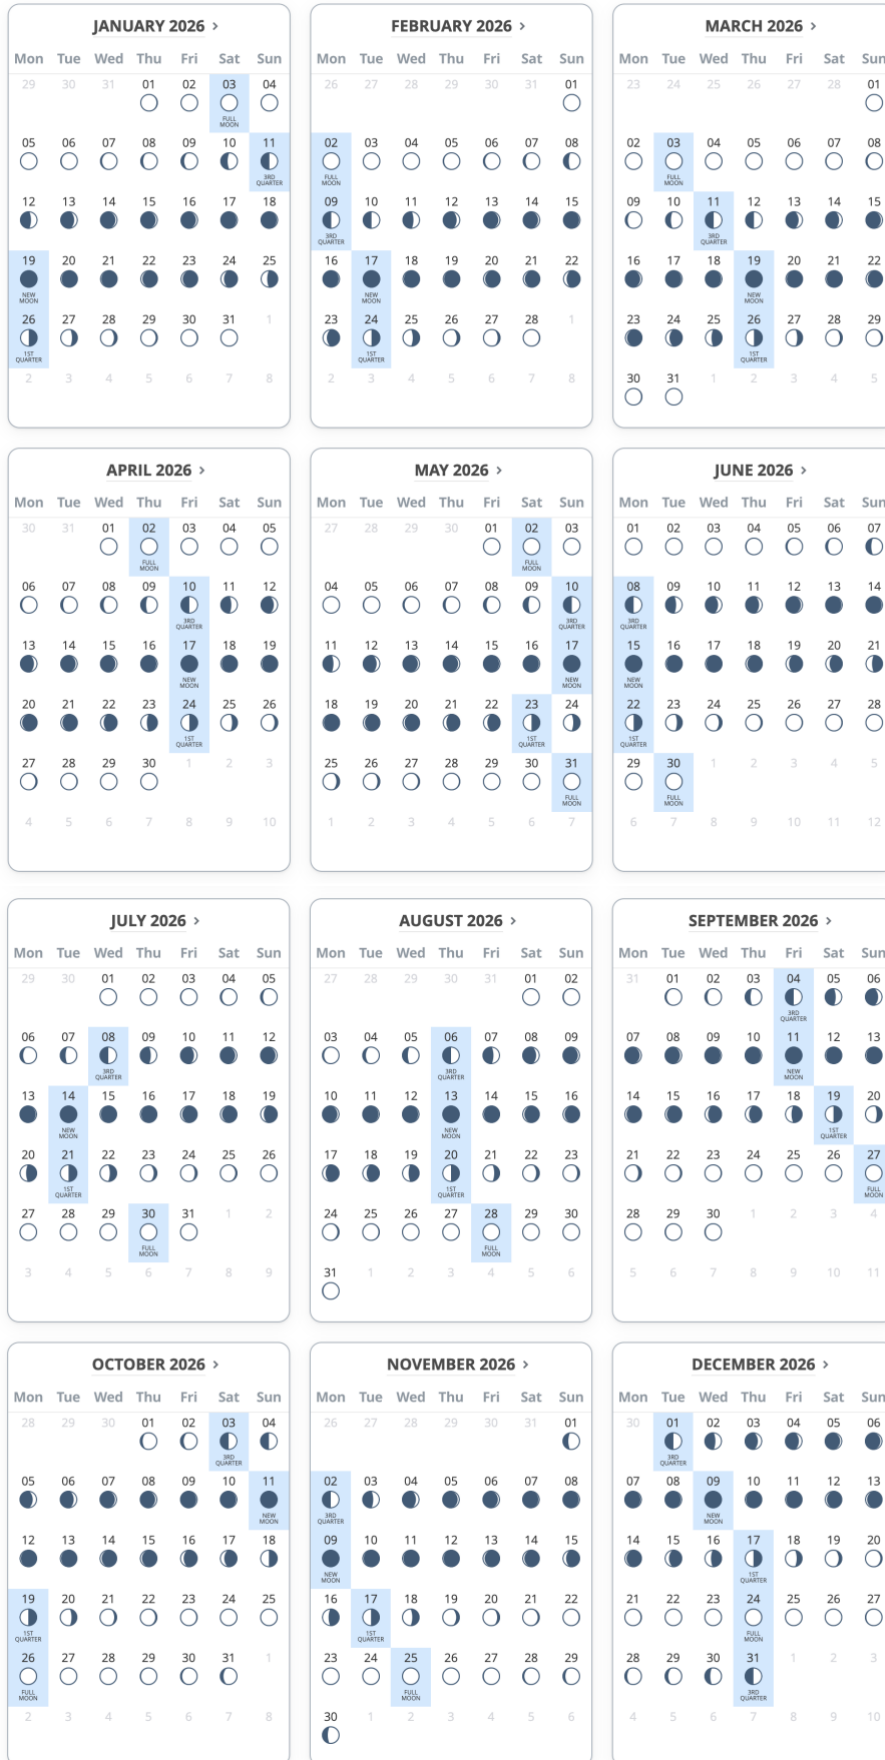 JANUARY 2026 >
Mon Tue Wed Thu Fri Sat Sun
29 30 31 01 02 03 04
FULL
MOON
05 06 07 08 09 10 11
3RD
QUARTER
12 13 14 15 16 17 18
19 20 21 22 23 24 25
NEW
MOON
26 27 28 29 30 31 1
1ST
QUARTER
2 3 4 5 6 7 8
FEBRUARY 2026 >
Mon Tue Wed Thu Fri Sat Sun
26 27 28 29 30 31 01
02 03 04 05 06 07 08
FULL
MOON
09 10 11 12 13 14 15
3RD
QUARTER
16 17 18 19 20 21 22
NEW
MOON
23 24 25 26 27 28 1
1ST
QUARTER
2 3 4 5 6 7 8
MARCH 2026 >
Mon Tue Wed Thu Fri Sat Sun
23 24 25 26 27 28 01
02 03 04 05 06 07 08
FULL
MOON
09 10 11 12 13 14 15
3RD
QUARTER
16 17 18 19 20 21 22
NEW
MOON
23 24 25 26 27 28 29
1ST
QUARTER
30 31 1 2 3 4 5
APRIL 2026 >
Mon Tue Wed Thu Fri Sat Sun
30 31 01 02 03 04 05
FULL
MOON
06 07 08 09 10 11 12
3RD
QUARTER
13 14 15 16 17 18 19
NEW
MOON
20 21 22 23 24 25 26
1ST
QUARTER
27 28 29 30 1 2 3
4 5 6 7 8 9 10
MAY 2026 >
Mon Tue Wed Thu Fri Sat Sun
27 28 29 30 01 02 03
FULL
MOON
04 05 06 07 08 09 10
3RD
QUARTER
11 12 13 14 15 16 17
NEW
MOON
18 19 20 21 22 23 24
1ST
QUARTER
25 26 27 28 29 30 31
FULL
MOON
1 2 3 4 5 6 7
JUNE 2026 >
Mon Tue Wed Thu Fri Sat Sun
01 02 03 04 05 06 07
08 09 10 11 12 13 14
3RD
QUARTER
15 16 17 18 19 20 21
NEW
MOON
22 23 24 25 26 27 28
1ST
QUARTER
29 30 1 2 3 4 5
FULL
MOON
6 7 8 9 10 11 12
JULY 2026 >
Mon Tue Wed Thu Fri Sat Sun
29 30 01 02 03 04 05
06 07 08 09 10 11 12
3RD
QUARTER
13 14 15 16 17 18 19
NEW
MOON
20 21 22 23 24 25 26
1ST
QUARTER
27 28 29 30 31 1 2
FULL
MOON
3 4 5 6 7 8 9
AUGUST 2026 >
Mon Tue Wed Thu Fri Sat Sun
27 28 29 30 31 01 02
03 04 05 06 07 08 09
3RD
QUARTER
10 11 12 13 14 15 16
NEW
MOON
17 18 19 20 21 22 23
1ST
QUARTER
24 25 26 27 28 29 30
FULL
MOON
31 1 2 3 4 5 6
SEPTEMBER 2026 >
Mon Tue Wed Thu Fri Sat Sun
31 01 02 03 04 05 06
3RD
QUARTER
07 08 09 10 11 12 13
NEW
MOON
14 15 16 17 18 19 20
1ST
QUARTER
21 22 23 24 25 26 27
FULL
MOON
28 29 30 1 2 3 4
5 6 7 8 9 10 11
OCTOBER 2026 >
Mon Tue Wed Thu Fri Sat Sun
28 29 30 01 02 03 04
3RD
QUARTER
05 06 07 08 09 10 11
NEW
MOON
12 13 14 15 16 17 18
19 20 21 22 23 24 25
1ST
QUARTER
26 27 28 29 30 31 1
FULL
MOON
2 3 4 5 6 7 8
NOVEMBER 2026 >
Mon Tue Wed Thu Fri Sat Sun
26 27 28 29 30 31 01
02 03 04 05 06 07 08
3RD
QUARTER
09 10 11 12 13 14 15
NEW
MOON
16 17 18 19 20 21 22
1ST
QUARTER
23 24 25 26 27 28 29
FULL
MOON
30 1 2 3 4 5 6
DECEMBER 2026 >
Mon Tue Wed Thu Fri Sat Sun
30 01 02 03 04 05 06
3RD
QUARTER
07 08 09 10 11 12 13
NEW
MOON
14 15 16 17 18 19 20
1ST
QUARTER
21 22 23 24 25 26 27
FULL
MOON
28 29 30 31 1 2 3
3RD
QUARTER
4 5 6 7 8 9 10